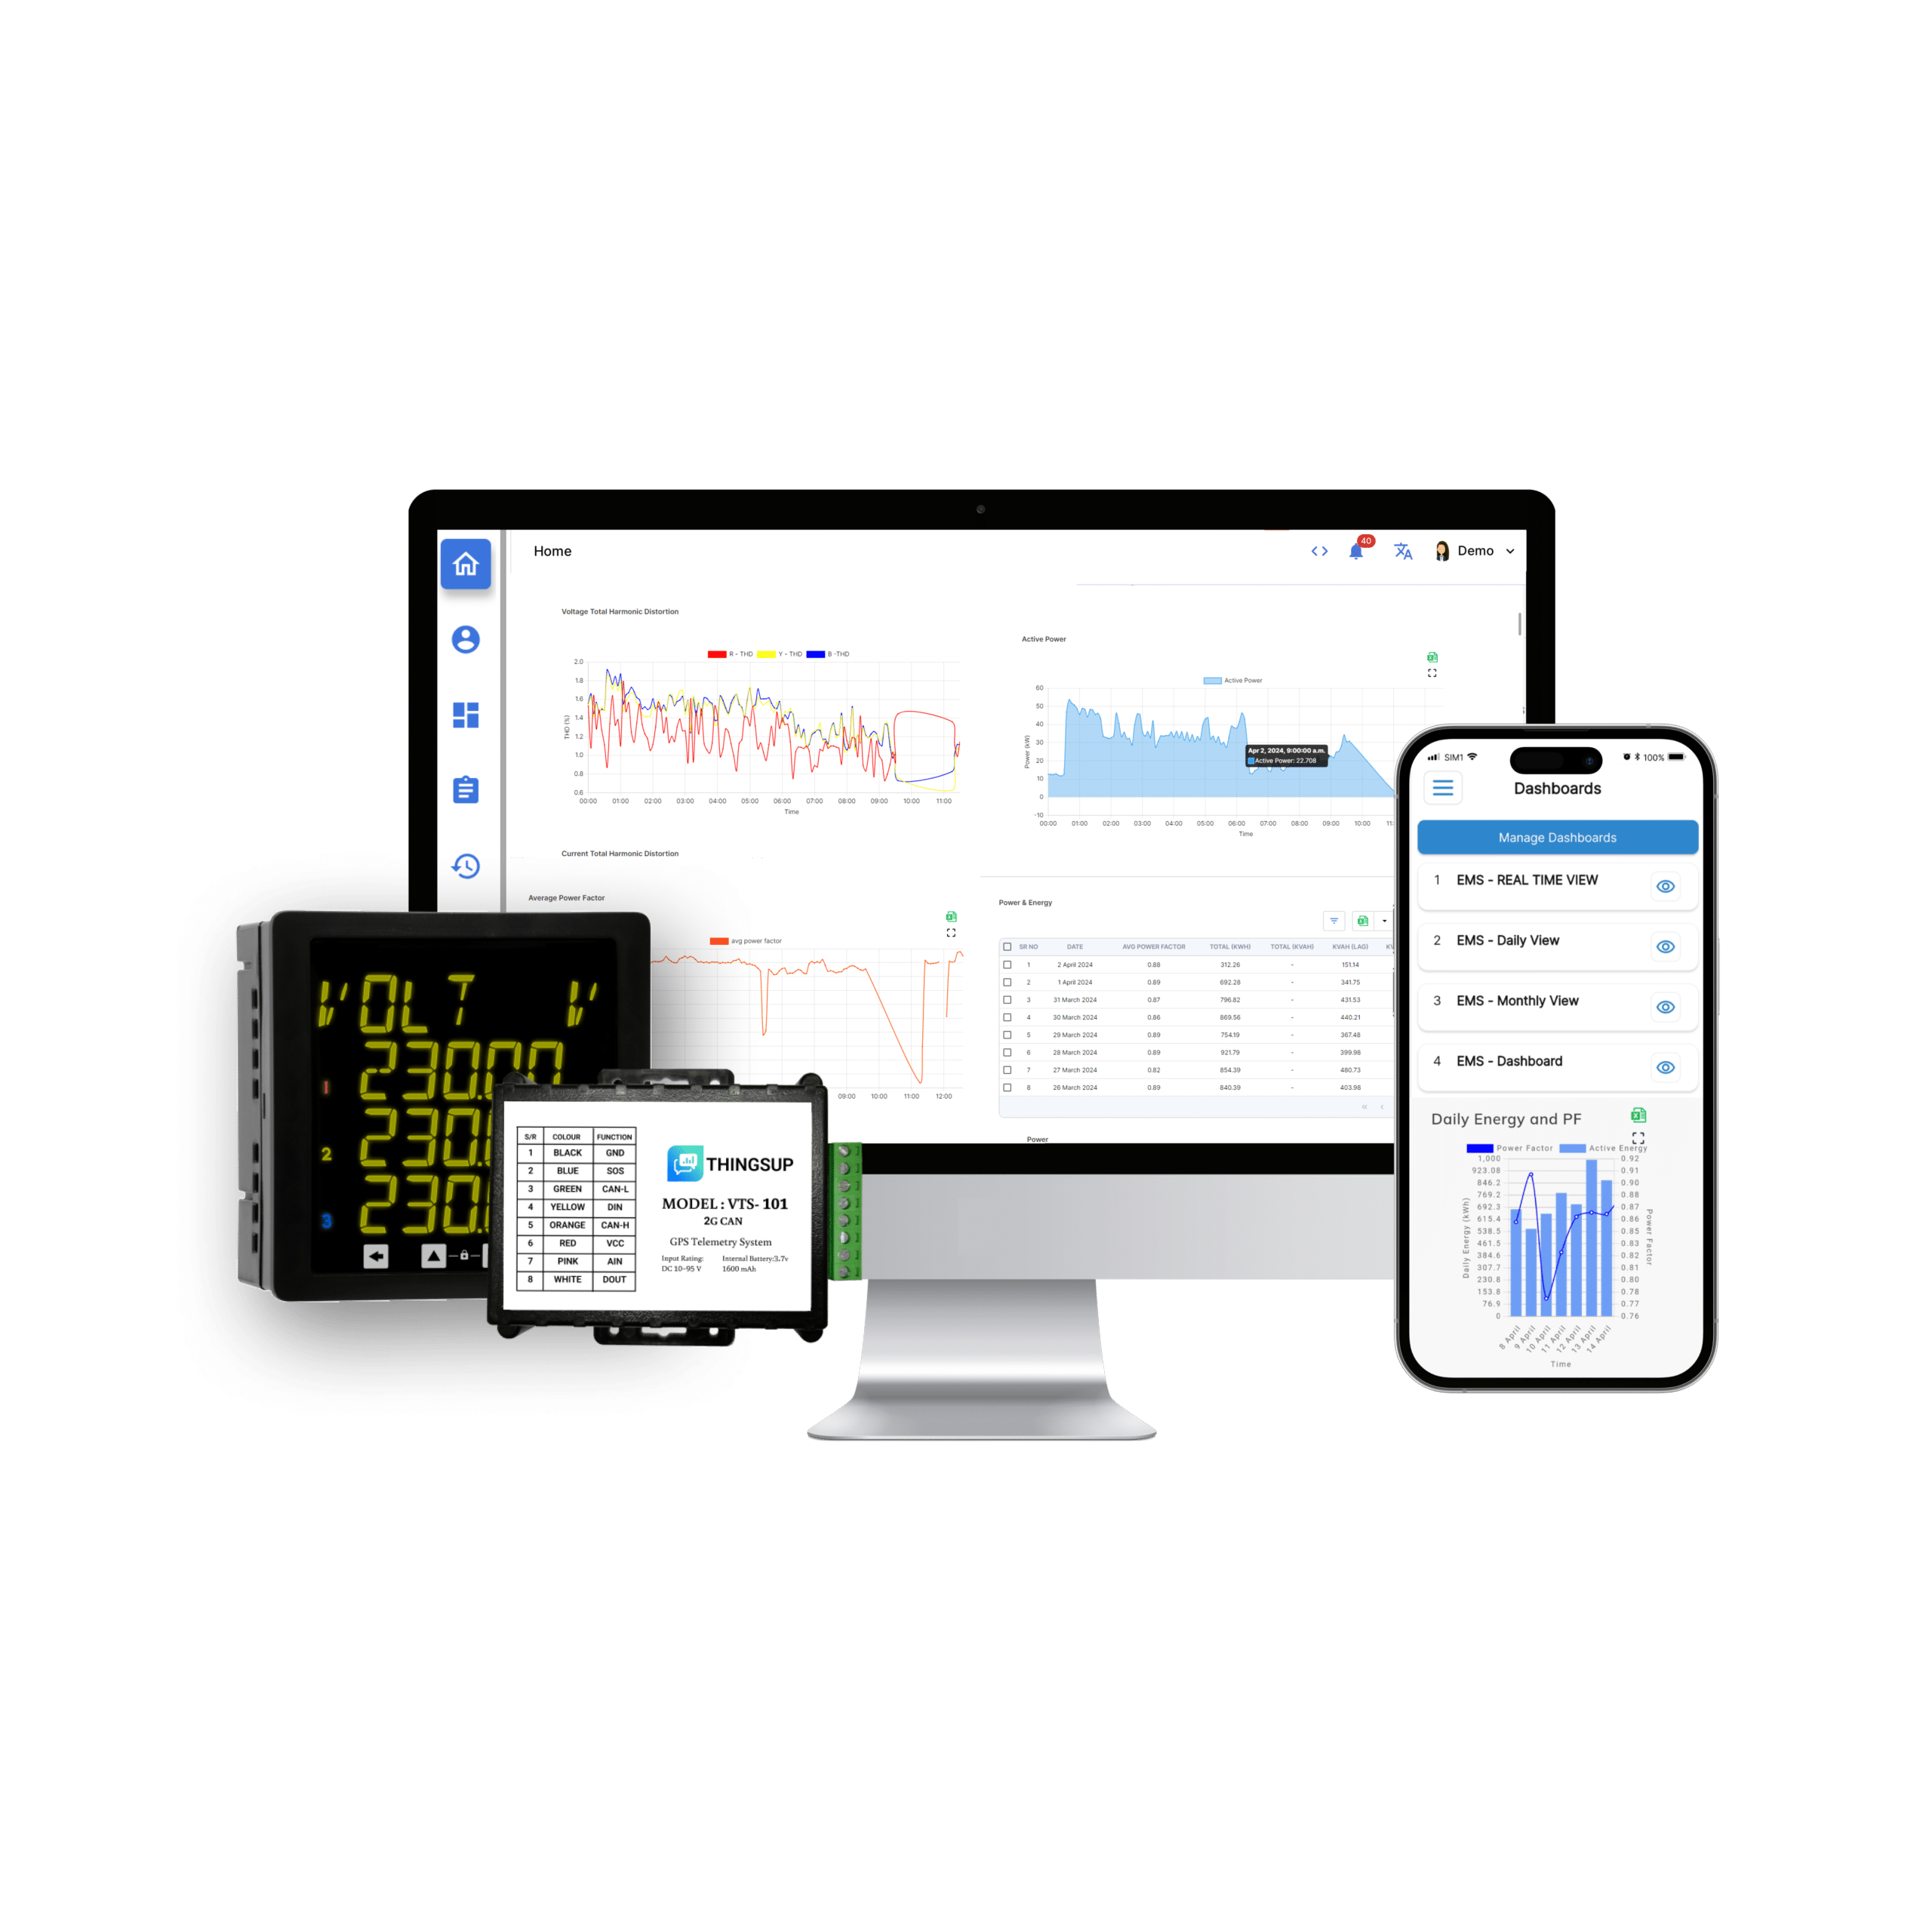 Home
40
Demo
Voltage Total Harmonic Distortion
R - THD Y - THD B -THD
THD (%)
2.0
1.8
1.6
1.4
1.2
1.0
0.8
0.6
00:00 01:00 02:00 03:00 04:00 05:00 06:00 07:00 08:00 09:00 10:00 11:00
Time
Active Power
Active Power
Power (kW)
60
50
40
30
20
10
0
-10
Apr 2, 2024, 9:00:00 a.m.
Active Power: 22.708
00:00 01:00 02:00 03:00 04:00 05:00 06:00 07:00 08:00 09:00 10:00 11:
Time
Current Total Harmonic Distortion
Average Power Factor
avg power factor
09:00 10:00 11:00 12:00
Power & Energy
SR NO DATE AVG POWER FACTOR TOTAL (KWH) TOTAL (KVAH) KVAH (LAG) KV
1 2 April 2024 0.88 312.26 - 151.14
2 1 April 2024 0.89 692.28 - 341.75
3 31 March 2024 0.87 796.82 - 431.53
4 30 March 2024 0.86 869.56 - 440.21
5 29 March 2024 0.89 754.19 - 367.48
6 28 March 2024 0.89 921.79 - 399.98
7 27 March 2024 0.82 854.39 - 480.73
8 26 March 2024 0.89 840.39 - 403.98
Power
VOLT V
1 230.00
2 230.
3 230.
S/R COLOUR FUNCTION
1 BLACK GND
2 BLUE SOS
3 GREEN CAN-L
4 YELLOW DIN
5 ORANGE CAN-H
6 RED VCC
7 PINK AIN
8 WHITE DOUT
THINGSUP
MODEL : VTS- 101
2G CAN
GPS Telemetry System
Input Rating: Internal Battery:3.7v
DC 10-95 V 1600 mAh
SIM1 100%
Dashboards
Manage Dashboards
1 EMS - REAL TIME VIEW
2 EMS - Daily View
3 EMS - Monthly View
4 EMS - Dashboard
Daily Energy and PF
Power Factor Active Energy
Daily Energy (kWh)
1,000
923.08
846.2
769.2
692.3
615.4
538.5
461.5
384.6
307.7
230.8
153.8
76.9
0
0.92
0.91
0.90
0.88
0.87
0.86
0.85
0.83
0.82
0.81
0.80
0.78
0.77
0.76
Power Factor
8 April 9 April 10 April 11 April 12 April 13 April 14 April
Time